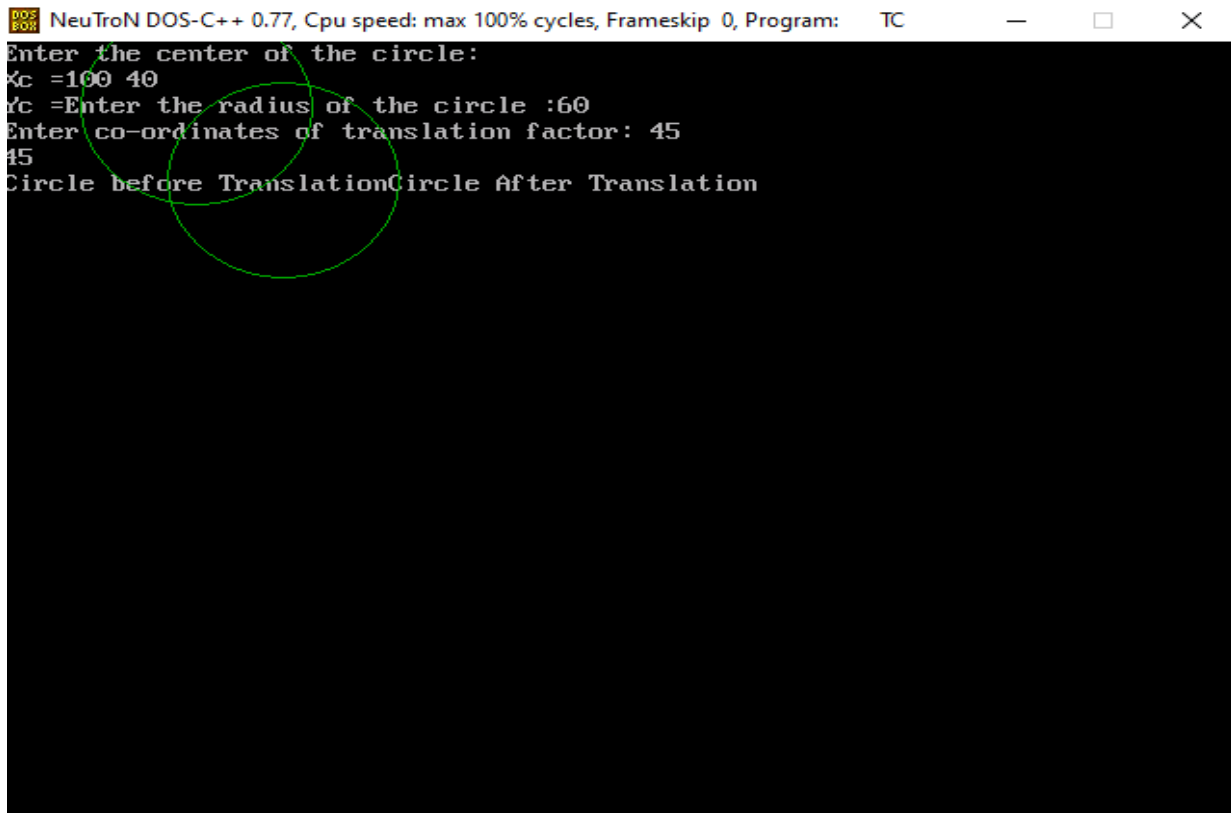 NeuTroN DOS-C++ 0.77, Cpu speed: max 100% cycles, Frameskip 0, Program: TC
Enter the center of the circle:
Xc =100 40
Yc =Enter the radius of the circle :60
Enter co-ordinates of translation factor: 45
45
Circle before TranslationCircle After Translation